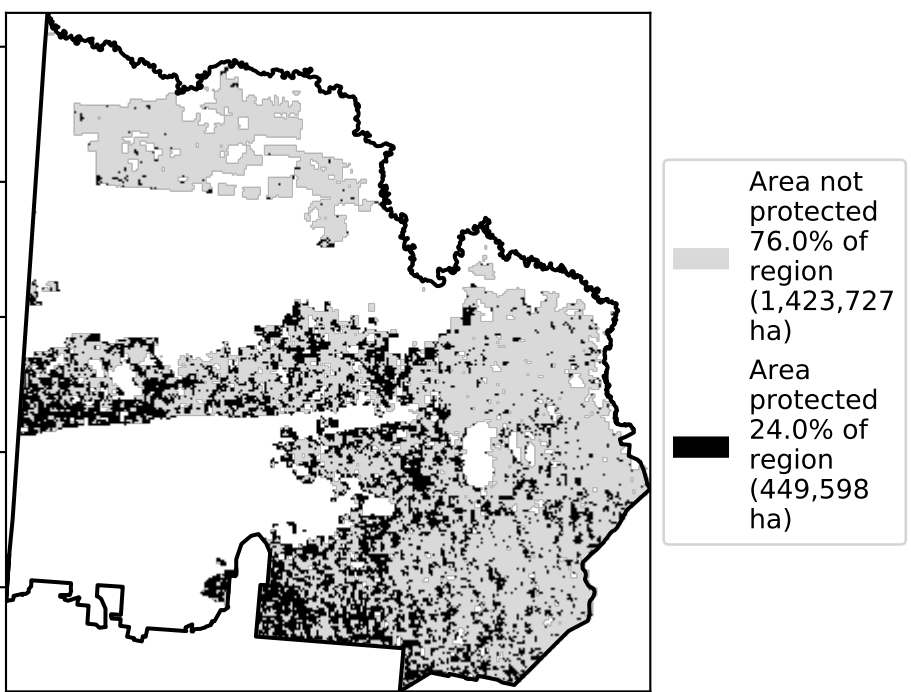 Area not
protected
76.0% of
region
(1,423,727
ha)
Area
protected
24.0% of
region
(449,598
ha)